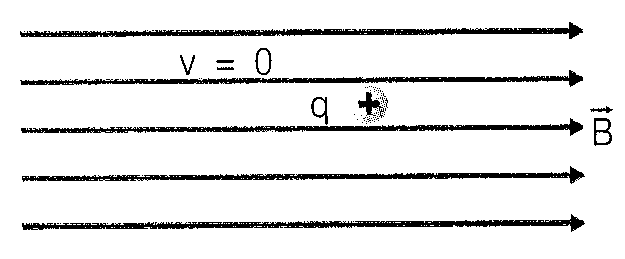 v = 0
q +
B